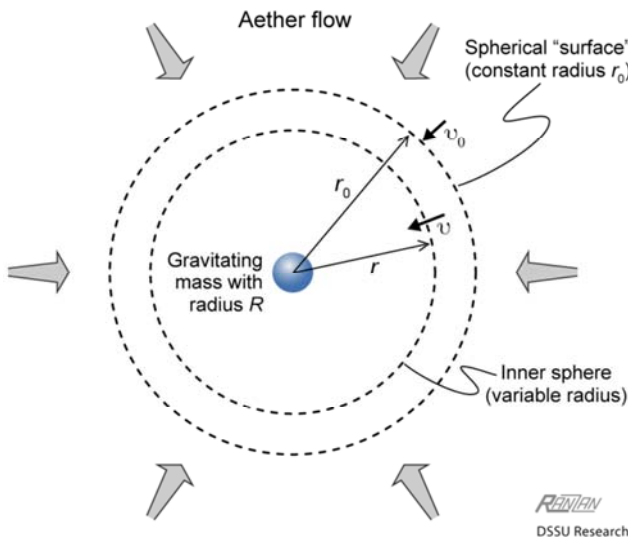 Aether flow
Spherical “surface”
(constant radius r₀)
υ₀
r₀
υ
Gravitating
mass with
radius R
r
Inner sphere
(variable radius)
RANZAN
DSSU Research